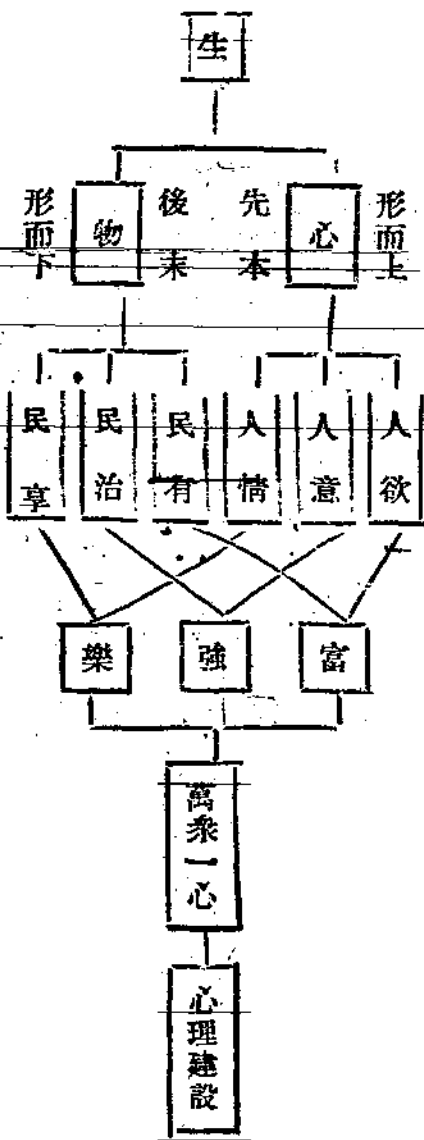 生
形而上
心
先本
後末
物
形而下
人欲
人意
人情
民有
民治
民享
富
強
樂
萬衆一心
心理建設